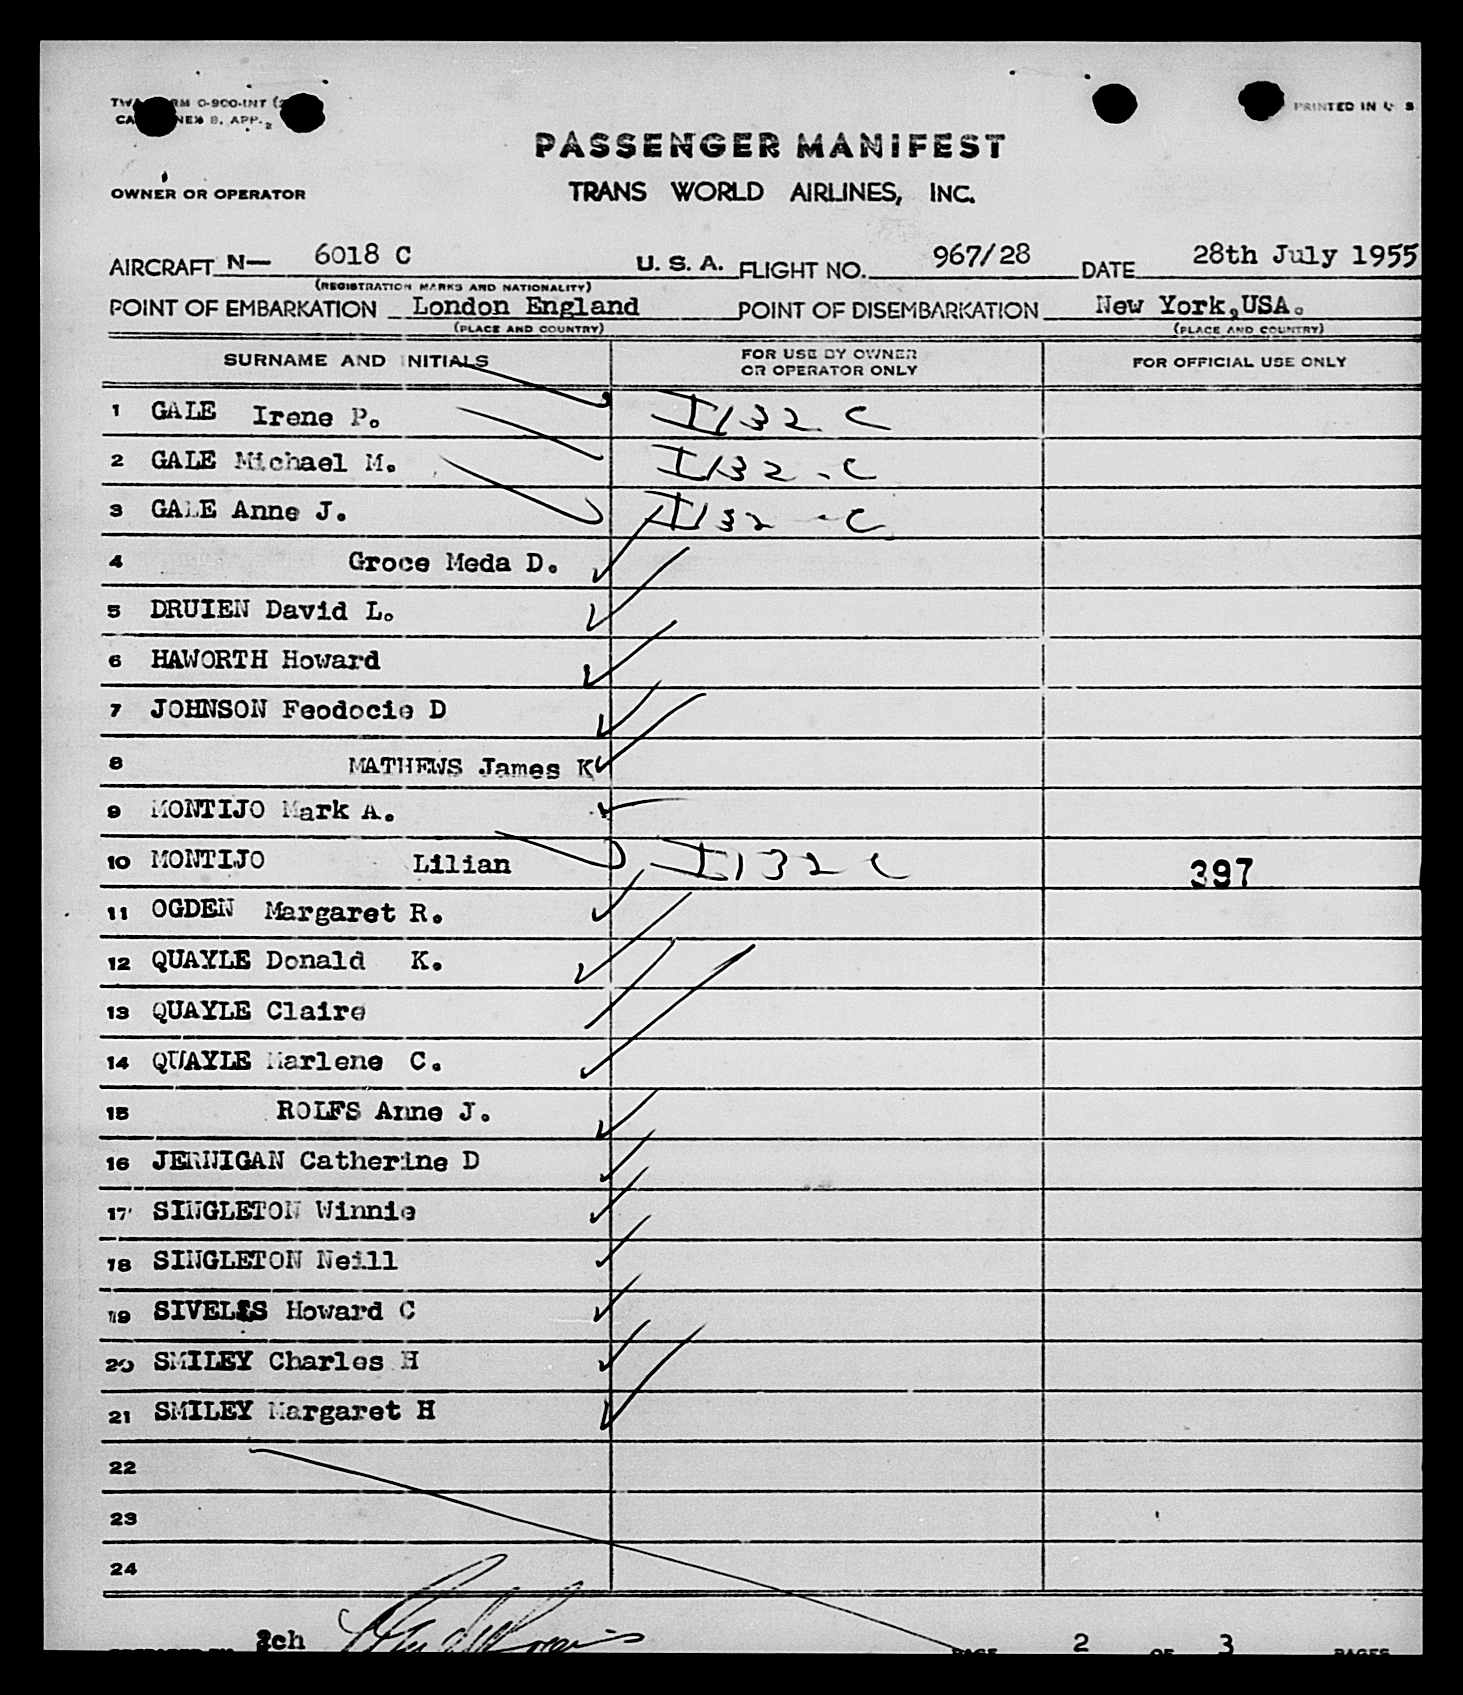 PRINTED IN U S
PASSENGER MANIFEST
OWNER OR OPERATOR TRANS WORLD AIRLINES, INC.
AIRCRAFT N— 6018 C U. S. A. FLIGHT NO. 967/28 DATE 28th July 1955
(REGISTRATION MARKS AND NATIONALITY)
POINT OF EMBARKATION London England POINT OF DISEMBARKATION New York,USA.
(PLACE AND COUNTRY) (PLACE AND COUNTRY)
SURNAME AND INITIALS FOR USE BY OWNER OR OPERATOR ONLY FOR OFFICIAL USE ONLY
1 GALE Irene P. I132 C
2 GALE Michael M. I132 - C
3 GALE Anne J. I132 - C
4 Groce Meda D.
5 DRUIEN David L.
6 HAWORTH Howard
7 JOHNSON Feodocie D
8 MATHEWS James K
9 MONTIJO Mark A.
10 MONTIJO Lilian I132 C 397
11 OGDEN Margaret R.
12 QUAYLE Donald K.
13 QUAYLE Claire
14 QUAYLE Marlene C.
15 ROLFS Anne J.
16 JERNIGAN Catherine D
17 SINGLETON Winnie
18 SINGLETON Neill
19 Howard C
20 SMILEY Charles H
21 SMILEY Margaret H
22
23
24
PAGE 2 OF 3 PAGES